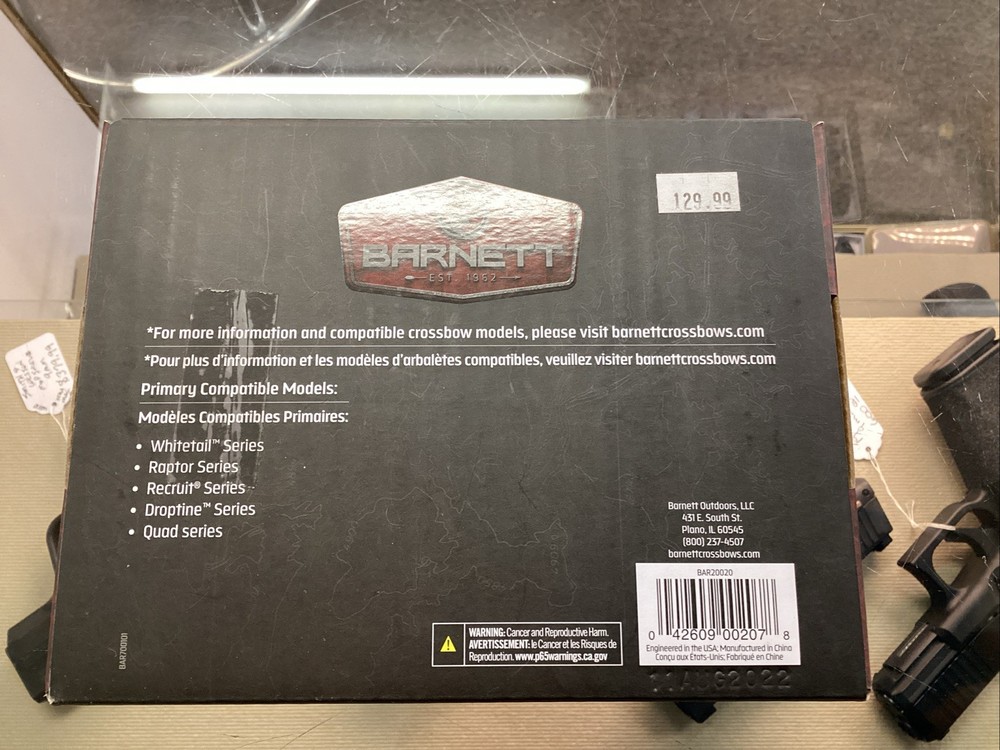 129.99
BARNETT
EST 1962
*For more information and compatible crossbow models, please visit barnettcrossbows.com
*Pour plus d'information et les modèles d'arbalètes compatibles, veuillez visiter barnettcrossbows.com
Primary Compatible Models:
Modèles Compatibles Primaires:
• Whitetail™ Series
• Raptor Series
• Recruit® Series
• Droptine™ Series
• Quad series
Barnett Outdoors, LLC
431 E. South St.
Plano, IL 60545
(800) 237-4507
barnettcrossbows.com
BAR20020
0 42609 00207 8
Engineered in the USA; Manufactured in China
Conçu aux États-Unis; Fabriqué en Chine
WARNING: Cancer and Reproductive Harm.
AVERTISSEMENT: le Cancer et les Risques de
Reproduction. www.p65warnings.ca.gov
BAR700101
11AUG2022